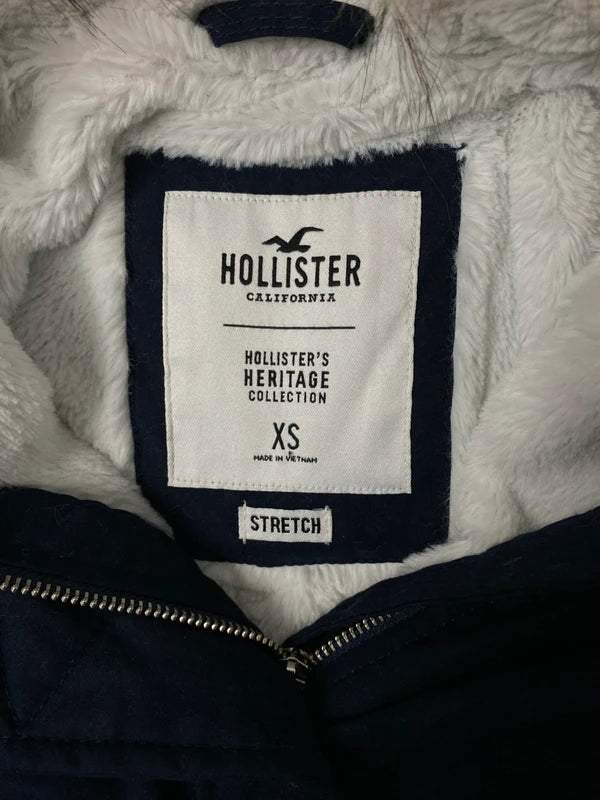 HOLLISTER
CALIFORNIA
HOLLISTER'S
HERITAGE
COLLECTION
XS
MADE IN VIETNAM
STRETCH